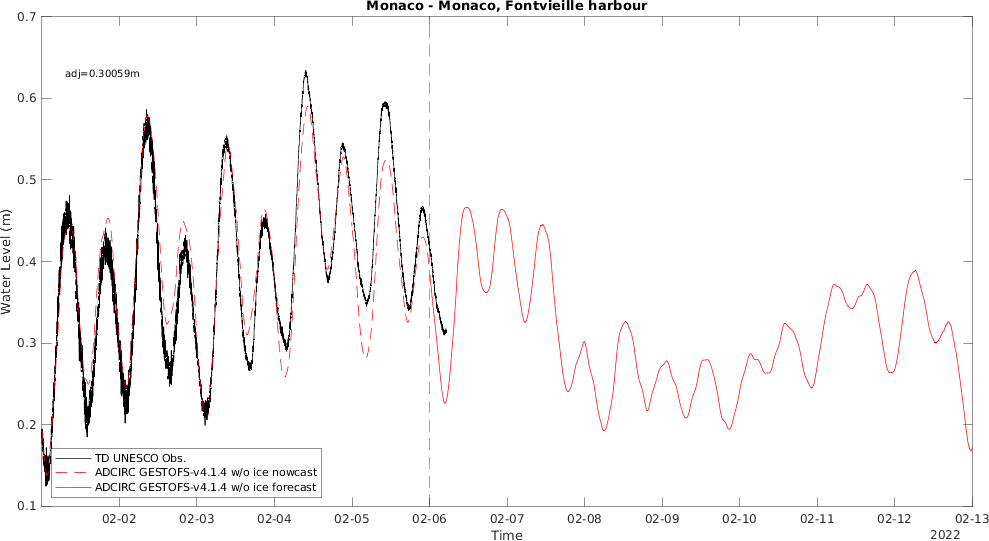 Monaco - Monaco, Fontvieille harbour
0.7
0.6
0.5
0.4
0.3
0.2
0.1
Water Level (m)
adj=0.30059m
TD UNESCO Obs.
ADCIRC GESTOFS-v4.1.4 w/o ice nowcast
ADCIRC GESTOFS-v4.1.4 w/o ice forecast
02-02 02-03 02-04 02-05 02-06 02-07 02-08 02-09 02-10 02-11 02-12 02-13
Time
2022